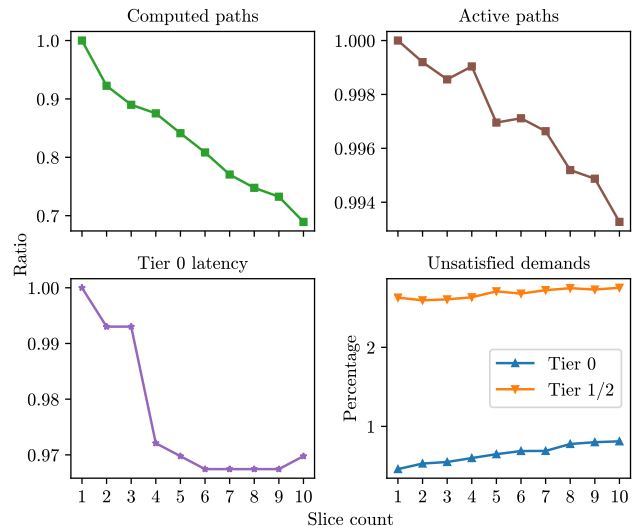 Computed paths
1.0
0.9
0.8
0.7
Active paths
1.000
0.998
0.996
0.994
Ratio
Tier 0 latency
1.00
0.99
0.98
0.97
1 2 3 4 5 6 7 8 9 10
Unsatisfied demands
Percentage
2
1
Tier 0
Tier 1/2
1 2 3 4 5 6 7 8 9 10
Slice count